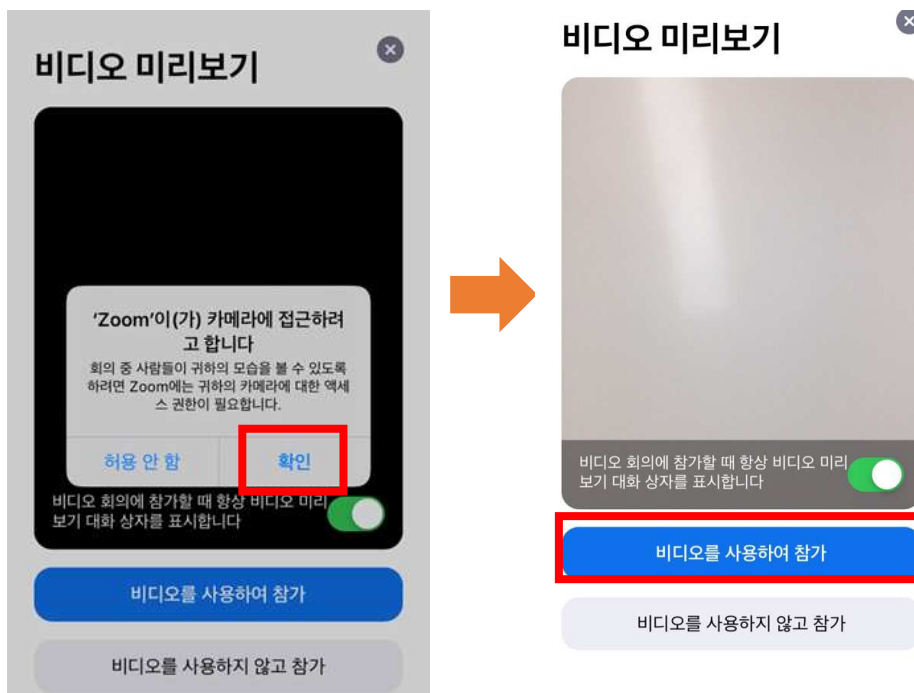 비디오 미리보기
'Zoom'이(가) 카메라에 접근하려
고 합니다
회의 중 사람들이 귀하의 모습을 볼 수 있도록
하려면 Zoom에는 귀하의 카메라에 대한 액세
스 권한이 필요합니다.
허용 안 함
확인
비디오 회의에 참가할 때 항상 비디오 미리
보기 대화 상자를 표시합니다
비디오를 사용하여 참가
비디오를 사용하지 않고 참가
비디오 미리보기
비디오 회의에 참가할 때 항상 비디오 미리
보기 대화 상자를 표시합니다
비디오를 사용하여 참가
비디오를 사용하지 않고 참가